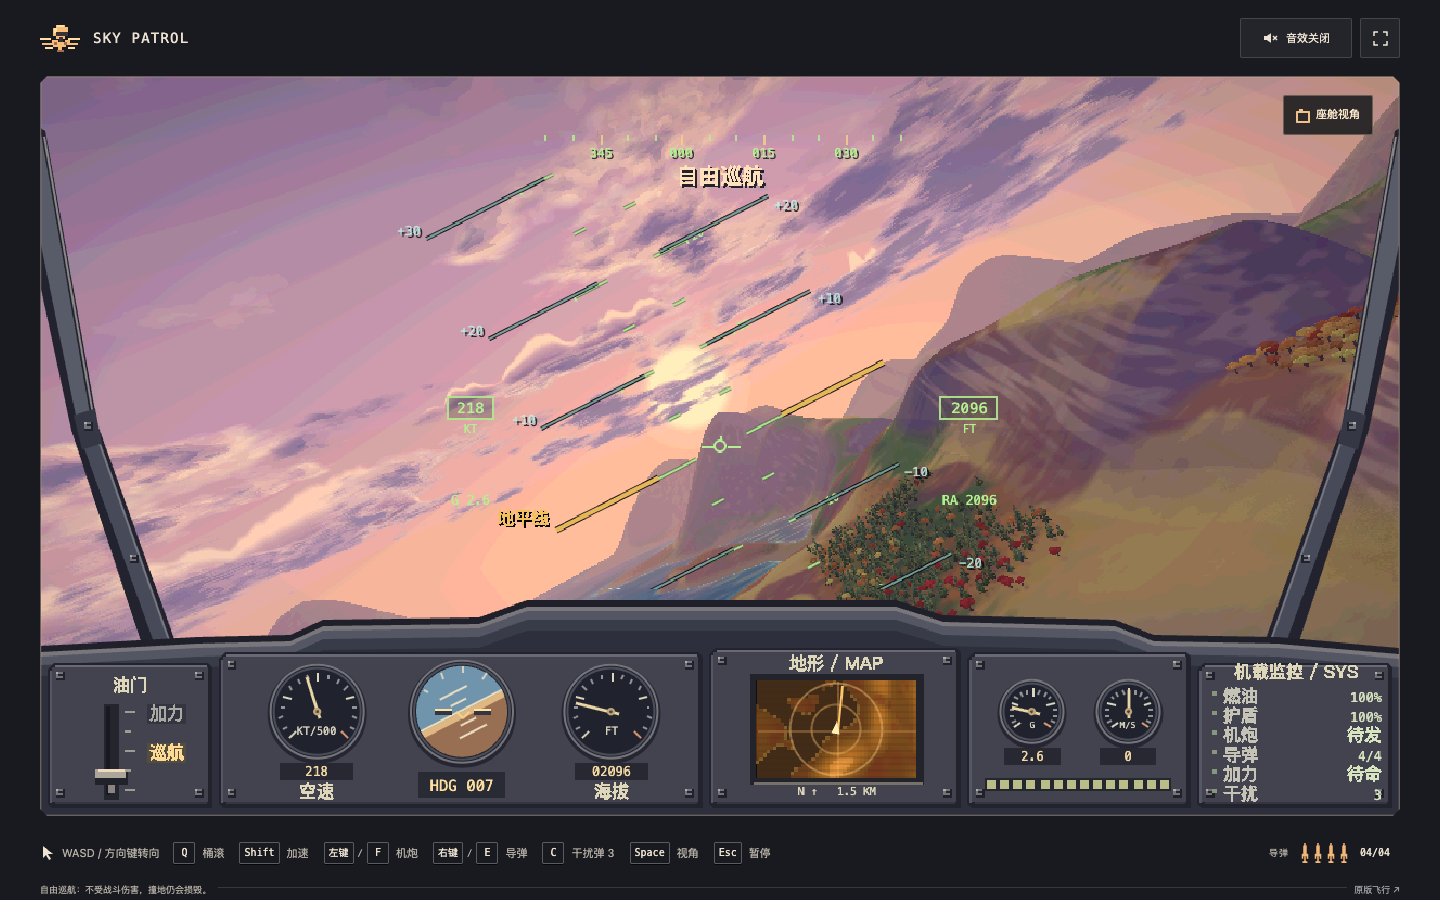 SKY PATROL
音效关闭
座舱视角
345 000 015 030
自由巡航
+30 +20
+20 +10
+10
218 KT
2096 FT
-10
G 2.6
RA 2096
地平线
-20
油门
加力
巡航
KT/500
218
空速
HDG 007
FT
02096
海拔
地形 / MAP
N ↑ 1.5 KM
G
2.6
M/S
0
机载监控 / SYS
燃油 100%
护盾 100%
机炮 待发
导弹 4/4
加力 待命
干扰 3
WASD / 方向键转向 Q 桶滚 Shift 加速 左键 / F 机炮 右键 / E 导弹 C 干扰弹 3 Space 视角 Esc 暂停
导弹 04/04
自由巡航：不受战斗伤害，撞地仍会损毁。
原版飞行 ↗